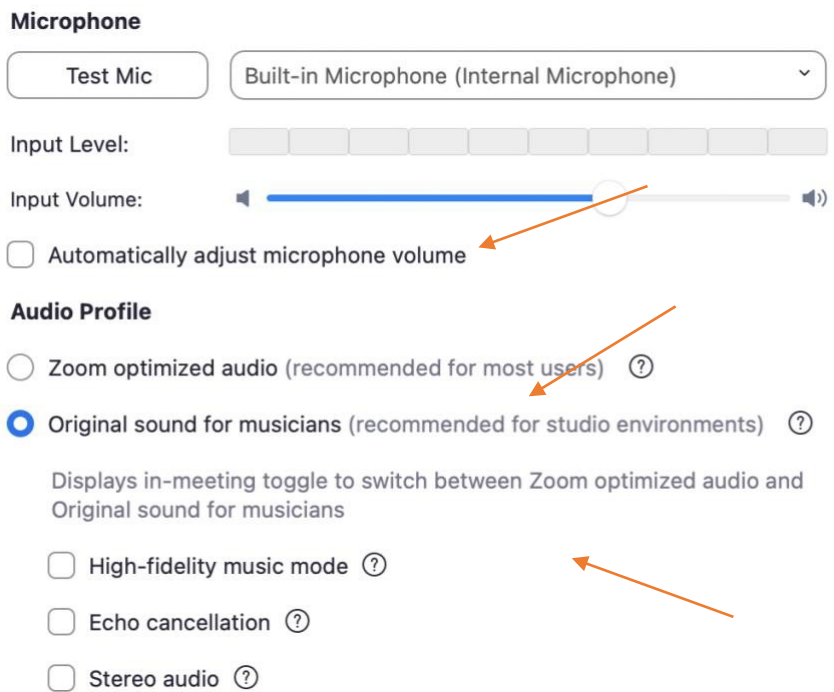 Microphone
Test Mic
Built-in Microphone (Internal Microphone)
Input Level:
Input Volume:
Automatically adjust microphone volume
Audio Profile
Zoom optimized audio (recommended for most users) ?
Original sound for musicians (recommended for studio environments) ?
Displays in-meeting toggle to switch between Zoom optimized audio and
Original sound for musicians
High-fidelity music mode ?
Echo cancellation ?
Stereo audio ?